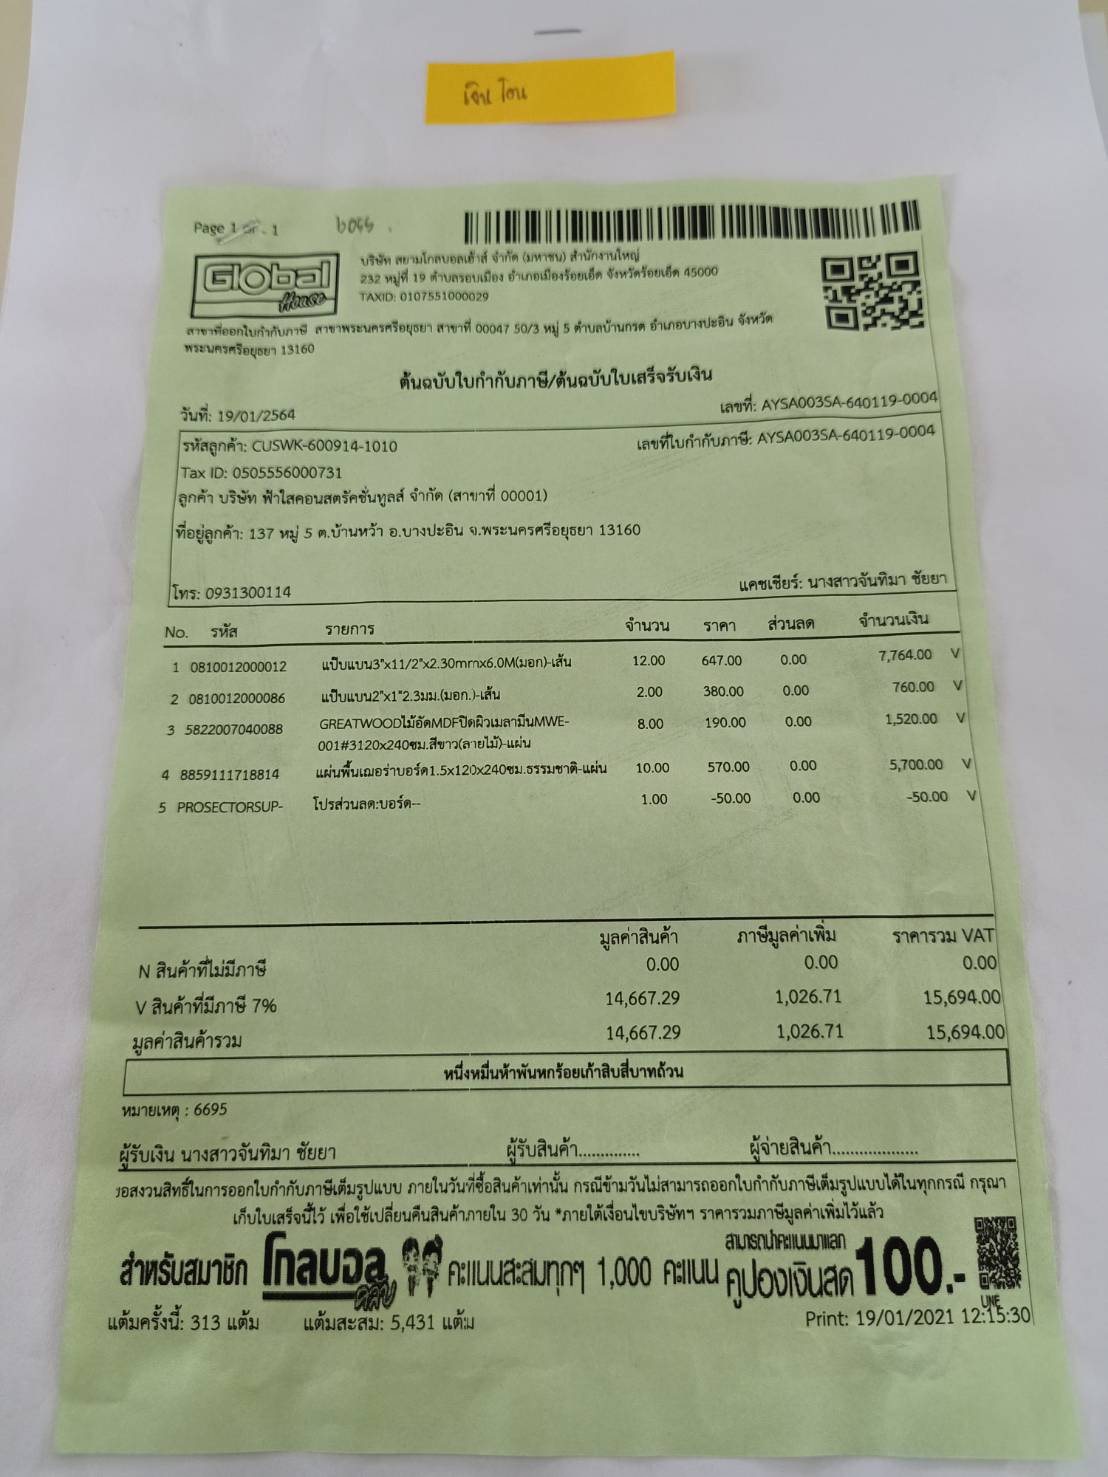 เงินโอน
Page 1 of 1
Global
House
บริษัท สยามโกลบอลเฮ้าส์ จำกัด (มหาชน) สำนักงานใหญ่
232 หมู่ที่ 19 ตำบลรอบเมือง อำเภอเมืองร้อยเอ็ด จังหวัดร้อยเอ็ด 45000
TAXID: 0107551000029
สาขาที่ออกใบกำกับภาษี สาขาพระนครศรีอยุธยา สาขาที่ 00047 50/3 หมู่ 5 ตำบลบ้านกรด อำเภอบางปะอิน จังหวัด
พระนครศรีอยุธยา 13160
ต้นฉบับใบกำกับภาษี/ต้นฉบับใบเสร็จรับเงิน
วันที่: 19/01/2564 เลขที่: AYSA003SA-640119-0004
รหัสลูกค้า: CUSWK-600914-1010 เลขที่ใบกำกับภาษี: AYSA003SA-640119-0004
Tax ID: 0505556000731
ลูกค้า บริษัท ฟ้าใสคอนสตรัคชั่นทูลส์ จำกัด (สาขาที่ 00001)
ที่อยู่ลูกค้า: 137 หมู่ 5 ต.บ้านหว้า อ.บางปะอิน จ.พระนครศรีอยุธยา 13160
โทร: 0931300114 แคชเชียร์: นางสาวจันทิมา ชัยยา
No. รหัส รายการ จำนวน ราคา ส่วนลด จำนวนเงิน
1 0810012000012 แป๊บแบน3"x11/2"x2.30mmx6.0M(มอก)-เส้น 12.00 647.00 0.00 7,764.00 V
2 0810012000086 แป๊บแบน2"x1"2.3มม.(มอก.)-เส้น 2.00 380.00 0.00 760.00 V
3 5822007040088 GREATWOODไม้อัดMDFปิดผิวเมลามีนMWE- 8.00 190.00 0.00 1,520.00 V
001#3120x240ซม.สีขาว(ลายไม้)-แผ่น
4 8859111718814 แผ่นพื้นเฌอร่าบอร์ด1.5x120x240ซม.ธรรมชาติ-แผ่น 10.00 570.00 0.00 5,700.00 V
5 PROSECTORSUP- โปรส่วนลด:บอร์ด-- 1.00 -50.00 0.00 -50.00 V
มูลค่าสินค้า ภาษีมูลค่าเพิ่ม ราคารวม VAT
N สินค้าที่ไม่มีภาษี 0.00 0.00 0.00
V สินค้าที่มีภาษี 7% 14,667.29 1,026.71 15,694.00
มูลค่าสินค้ารวม 14,667.29 1,026.71 15,694.00
หนึ่งหมื่นห้าพันหกร้อยเก้าสิบสี่บาทถ้วน
หมายเหตุ : 6695
ผู้รับเงิน นางสาวจันทิมา ชัยยา ผู้รับสินค้า............. ผู้จ่ายสินค้า..................
ขอสงวนสิทธิ์ในการออกใบกำกับภาษีเต็มรูปแบบ ภายในวันที่ซื้อสินค้าเท่านั้น กรณีข้ามวันไม่สามารถออกใบกำกับภาษีเต็มรูปแบบได้ในทุกกรณี กรุณา
เก็บใบเสร็จนี้ไว้ เพื่อใช้เปลี่ยนคืนสินค้าภายใน 30 วัน *ภายใต้เงื่อนไขบริษัทฯ ราคารวมภาษีมูลค่าเพิ่มไว้แล้ว
สำหรับสมาชิก โกลบอล คลับ คะแนนสะสมทุกๆ 1,000 คะแนน สามารถนำคะแนนมาแลก คูปองเงินสด 100.-
LINE
แต้มครั้งนี้: 313 แต้ม แต้มสะสม: 5,431 แต้ม Print: 19/01/2021 12:15:30